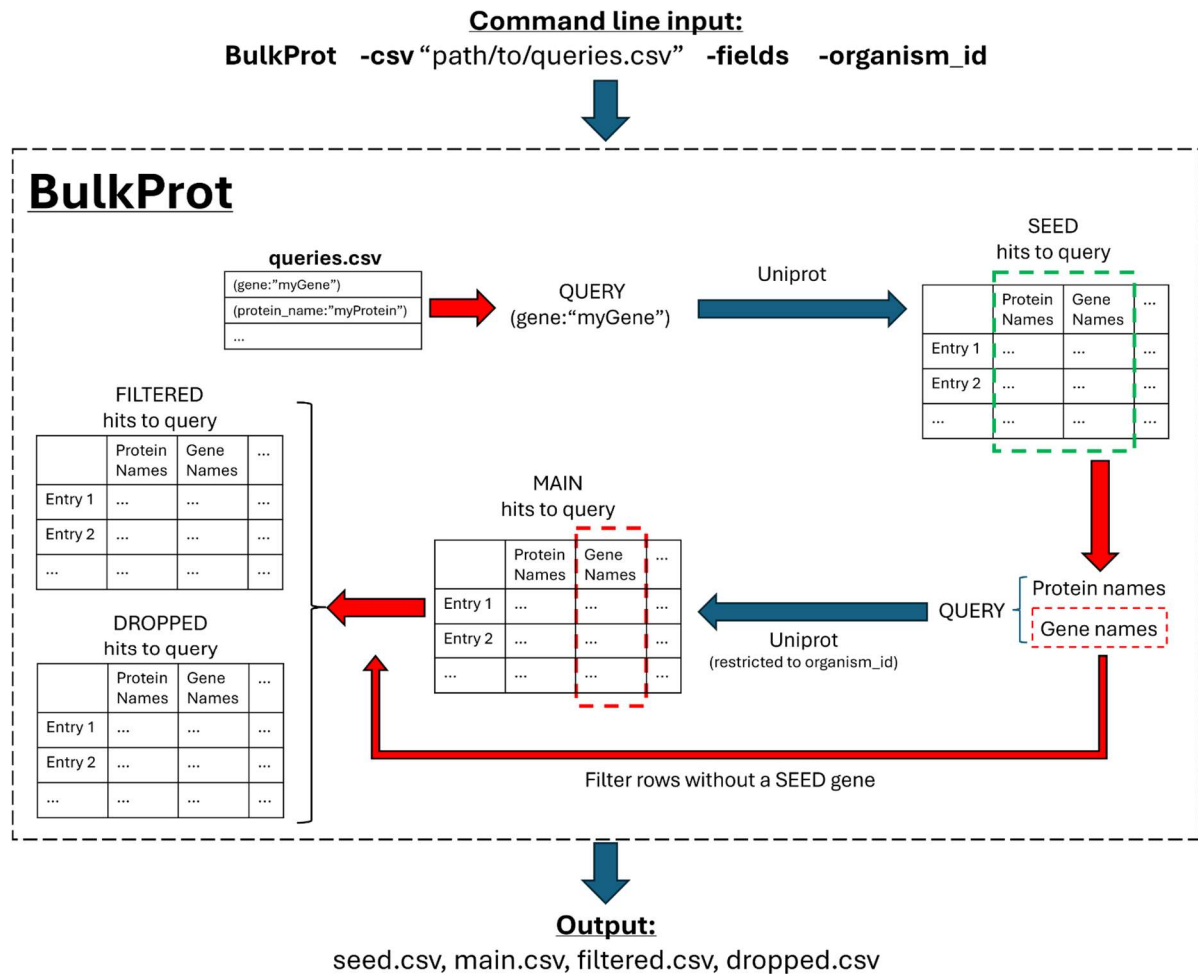 Command line input:
BulkProt -csv “path/to/queries.csv” -fields -organism_id
BulkProt
queries.csv
(gene:”myGene”)
(protein_name:”myProtein”)
...
QUERY
(gene:“myGene”)
Uniprot
SEED
hits to query
Protein Names Gene Names ...
Entry 1 ... ... ...
Entry 2 ... ... ...
... ... ... ...
QUERY
Protein names
Gene names
Uniprot
(restricted to organism_id)
MAIN
hits to query
Protein Names Gene Names ...
Entry 1 ... ... ...
Entry 2 ... ... ...
... ... ... ...
Filter rows without a SEED gene
FILTERED
hits to query
Protein Names Gene Names ...
Entry 1 ... ... ...
Entry 2 ... ... ...
... ... ... ...
DROPPED
hits to query
Protein Names Gene Names ...
Entry 1 ... ... ...
Entry 2 ... ... ...
... ... ... ...
Output:
seed.csv, main.csv, filtered.csv, dropped.csv